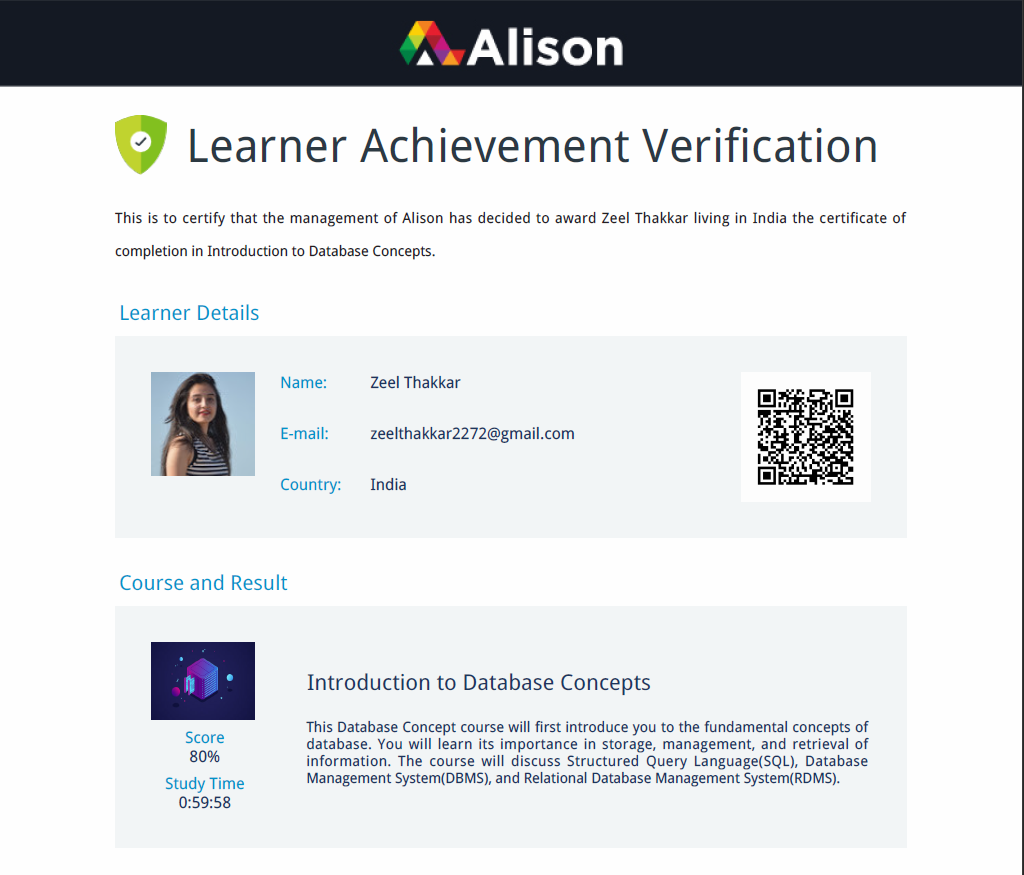 Alison
Learner Achievement Verification
This is to certify that the management of Alison has decided to award Zeel Thakkar living in India the certificate of
completion in Introduction to Database Concepts.
Learner Details
Name: Zeel Thakkar
E-mail: zeelthakkar2272@gmail.com
Country: India
Course and Result
Score
80%
Study Time
0:59:58
Introduction to Database Concepts
This Database Concept course will first introduce you to the fundamental concepts of
database. You will learn its importance in storage, management, and retrieval of
information. The course will discuss Structured Query Language(SQL), Database
Management System(DBMS), and Relational Database Management System(RDMS).